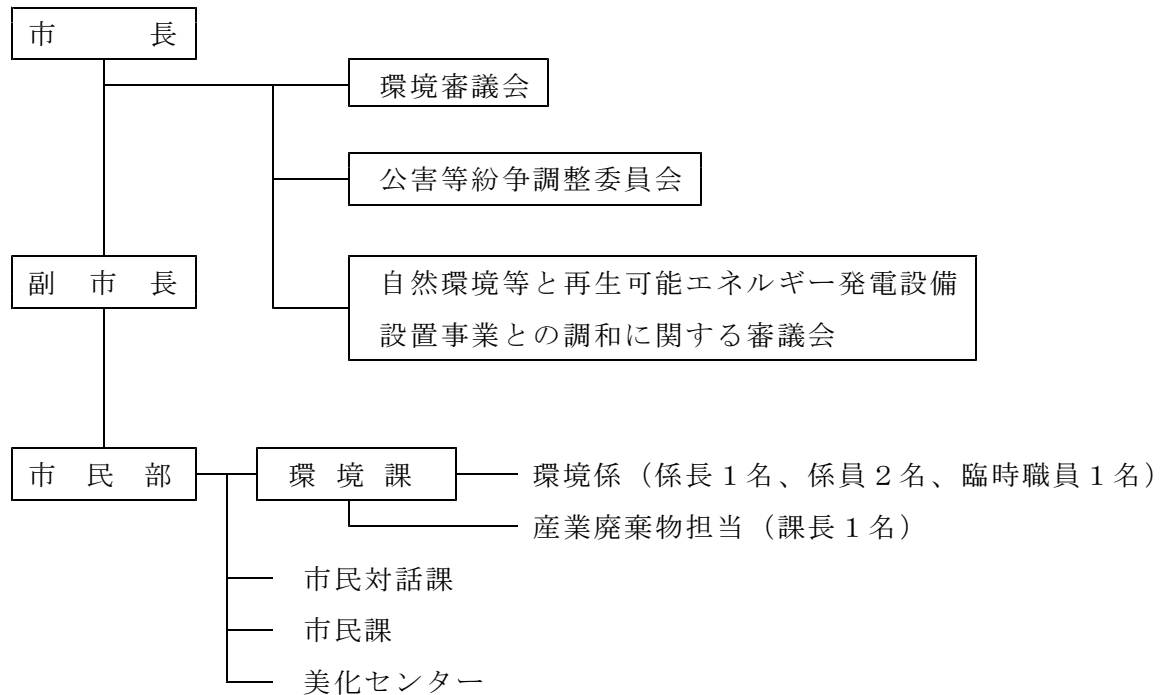 市長
環境審議会
公害等紛争調整委員会
副市長
自然環境等と再生可能エネルギー発電設備
設置事業との調和に関する審議会
市民部
環境課
環境係（係長１名、係員２名、臨時職員１名）
産業廃棄物担当（課長１名）
市民対話課
市民課
美化センター